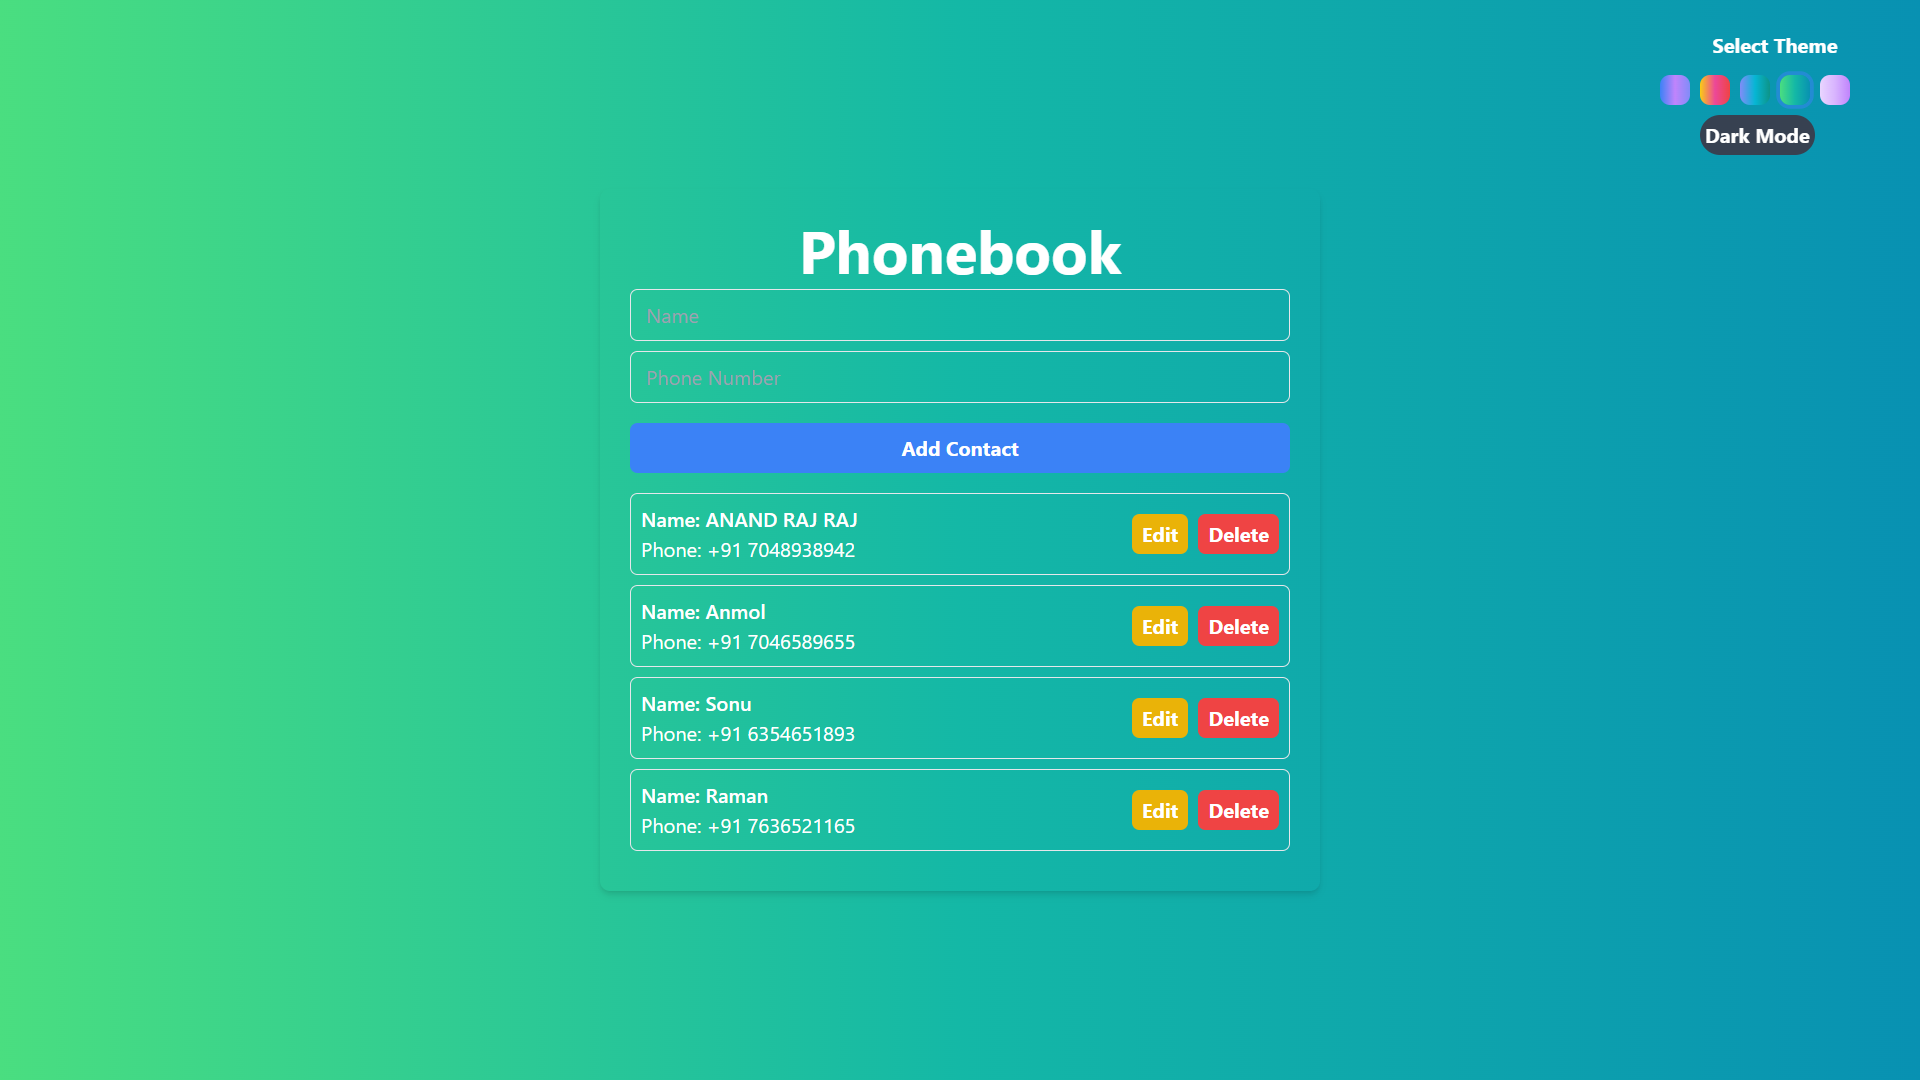 Select Theme
Dark Mode
Phonebook
Name
Phone Number
Add Contact
Name: ANAND RAJ RAJ
Phone: +91 7048938942
Edit Delete
Name: Anmol
Phone: +91 7046589655
Edit Delete
Name: Sonu
Phone: +91 6354651893
Edit Delete
Name: Raman
Phone: +91 7636521165
Edit Delete